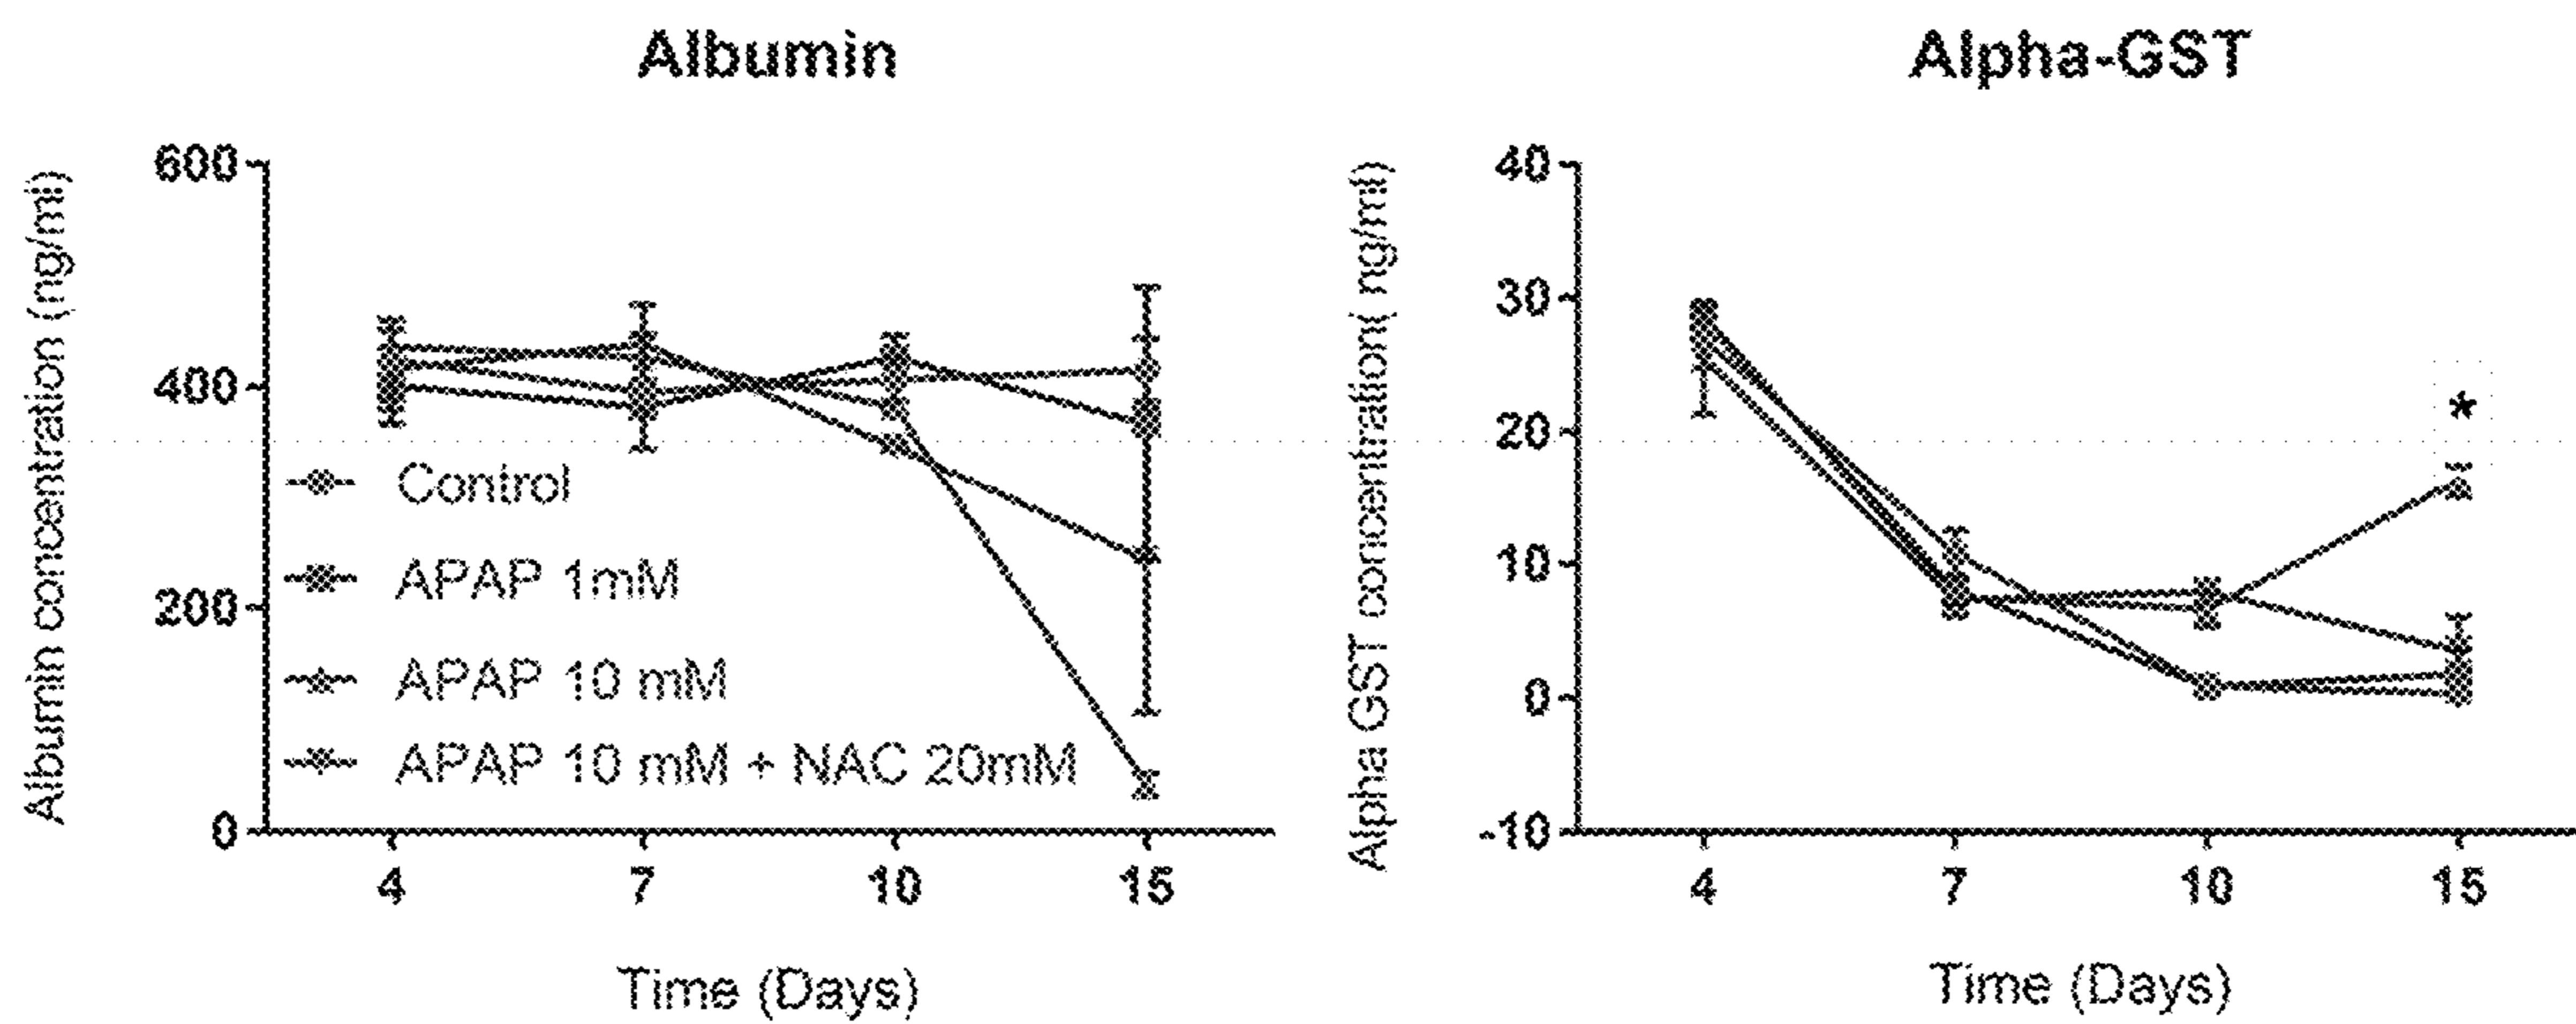 Albumin
Albumin concentration (ng/ml)
600
400
200
0
Control
APAP 1mM
APAP 10 mM
APAP 10 mM + NAC 20mM
4 7 10 15
Time (Days)
Alpha-GST
Alpha GST concentration( ng/ml)
40
30
20
10
0
-10
*
4 7 10 15
Time (Days)